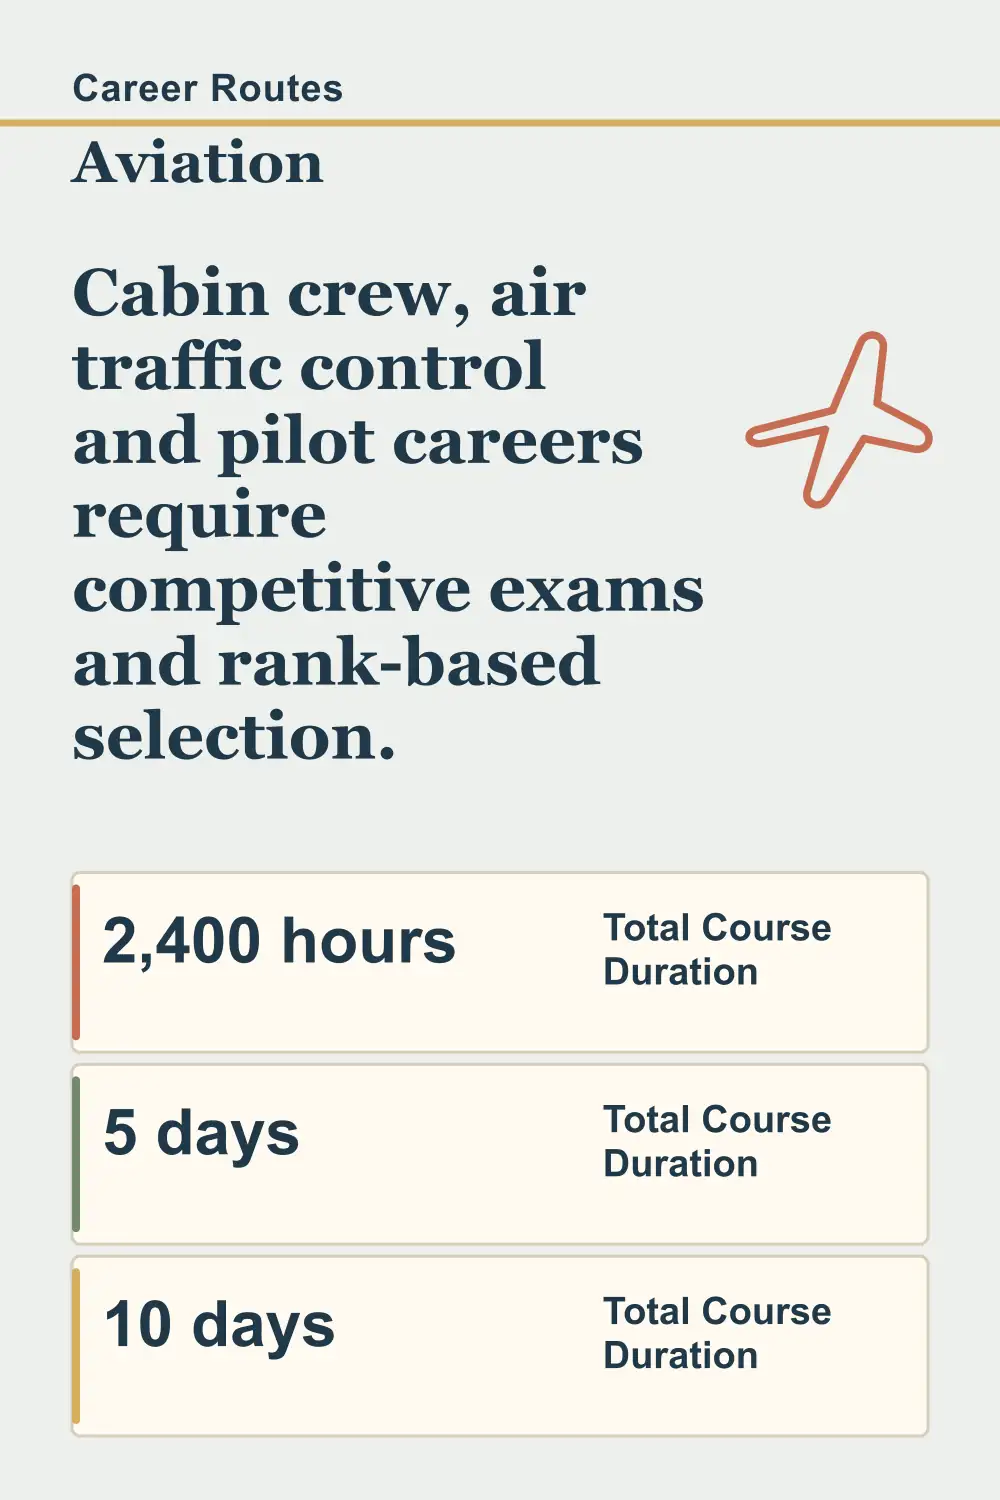 Career Routes
Aviation
Cabin crew, air
traffic control
and pilot careers
require
competitive exams
and rank-based
selection.
2,400 hours
Total Course
Duration
5 days
Total Course
Duration
10 days
Total Course
Duration